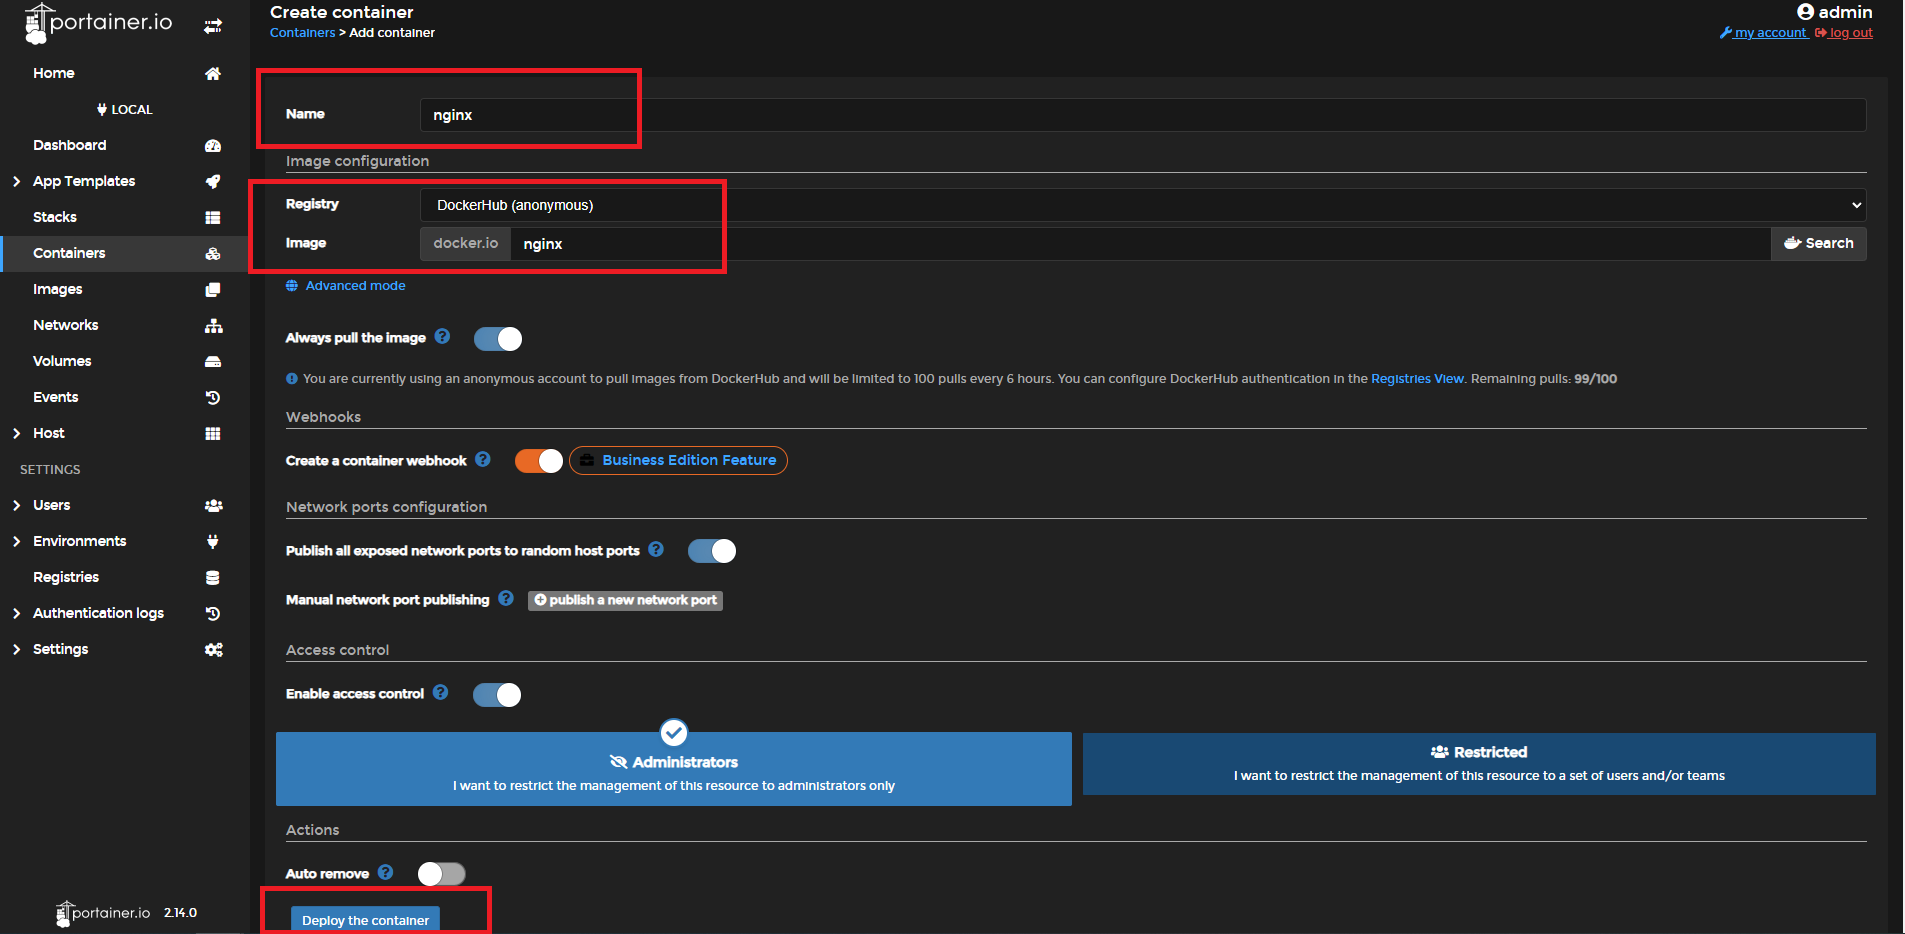 portainer.io
Home
LOCAL
Dashboard
App Templates
Stacks
Containers
Images
Networks
Volumes
Events
Host
SETTINGS
Users
Environments
Registries
Authentication logs
Settings
portainer.io 2.14.0
Create container
Containers > Add container
admin
my account log out
Name nginx
Image configuration
Registry DockerHub (anonymous)
Image docker.io nginx Search
Advanced mode
Always pull the image
You are currently using an anonymous account to pull images from DockerHub and will be limited to 100 pulls every 6 hours. You can configure DockerHub authentication in the Registries View. Remaining pulls: 99/100
Webhooks
Create a container webhook Business Edition Feature
Network ports configuration
Publish all exposed network ports to random host ports
Manual network port publishing publish a new network port
Access control
Enable access control
Administrators
I want to restrict the management of this resource to administrators only
Restricted
I want to restrict the management of this resource to a set of users and/or teams
Actions
Auto remove
Deploy the container